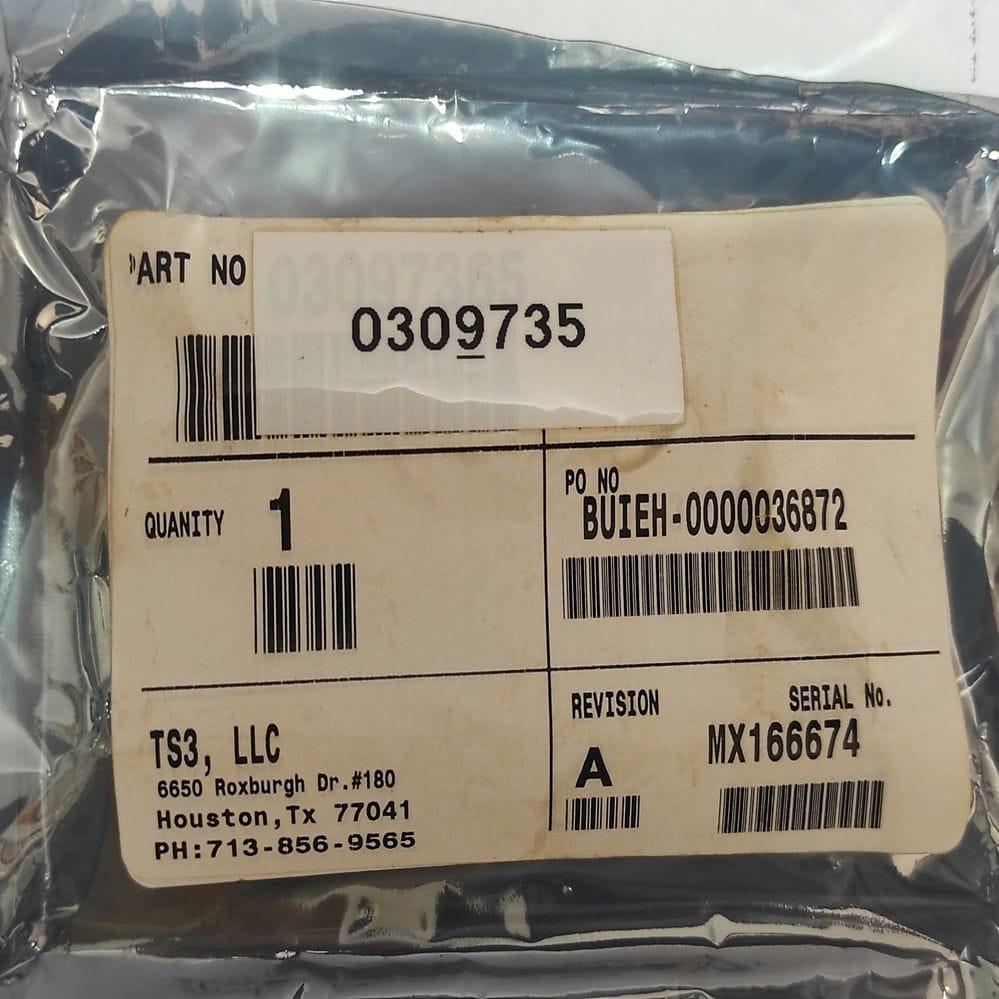 PART NO 03097365
0309735
QUANITY 1
PO NO
BUIEH-0000036872
TS3, LLC
6650 Roxburgh Dr.#180
Houston,Tx 77041
PH:713-856-9565
REVISION
A
SERIAL No.
MX166674